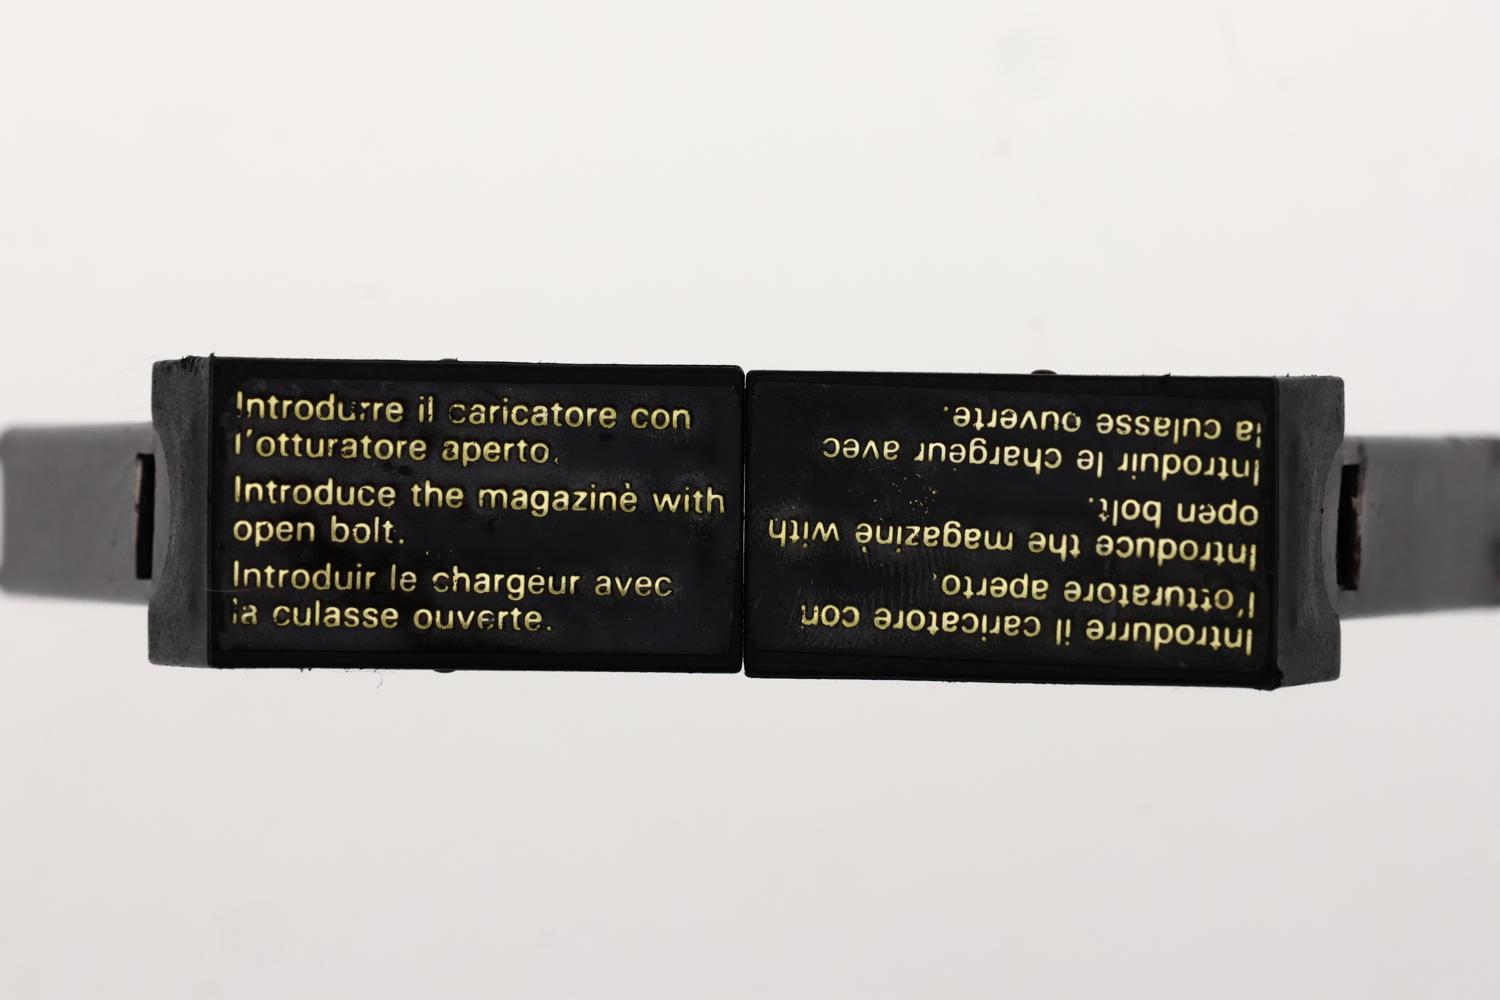 Introdurre il caricatore con
l'otturatore aperto.
Introduce the magazinè with
open bolt.
Introduir le chargeur avec
la culasse ouverte.
Introdurre il caricatore con
l'otturatore aperto.
Introduce the magazinè with
open bolt.
Introduir le chargeur avec
la culasse ouverte.